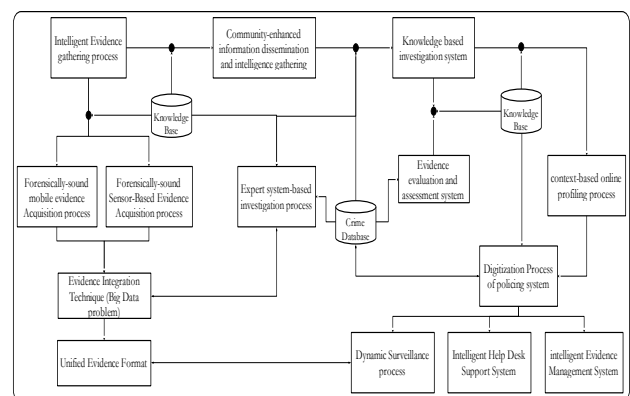 Intelligent Evidence
gathering process
Community-enhanced
information dissemination
and intelligence gathering
Knowledge based
investigation system
Knowledge
Base
Knowledge
Base
Forensically-sound
mobile evidence
Acquisition process
Forensically-sound
Sensor-Based Evidence
Acquisition process
Expert system-based
investigation process
Evidence
evaluation and
assessment system
context-based online
profiling process
Crime
Database
Evidence Integration
Technique (Big Data
problem)
Digitization Process
of policing system
Unified Evidence Format
Dynamic Surveillance
process
Intelligent Help Desk
Support System
intelligent Evidence
Management System